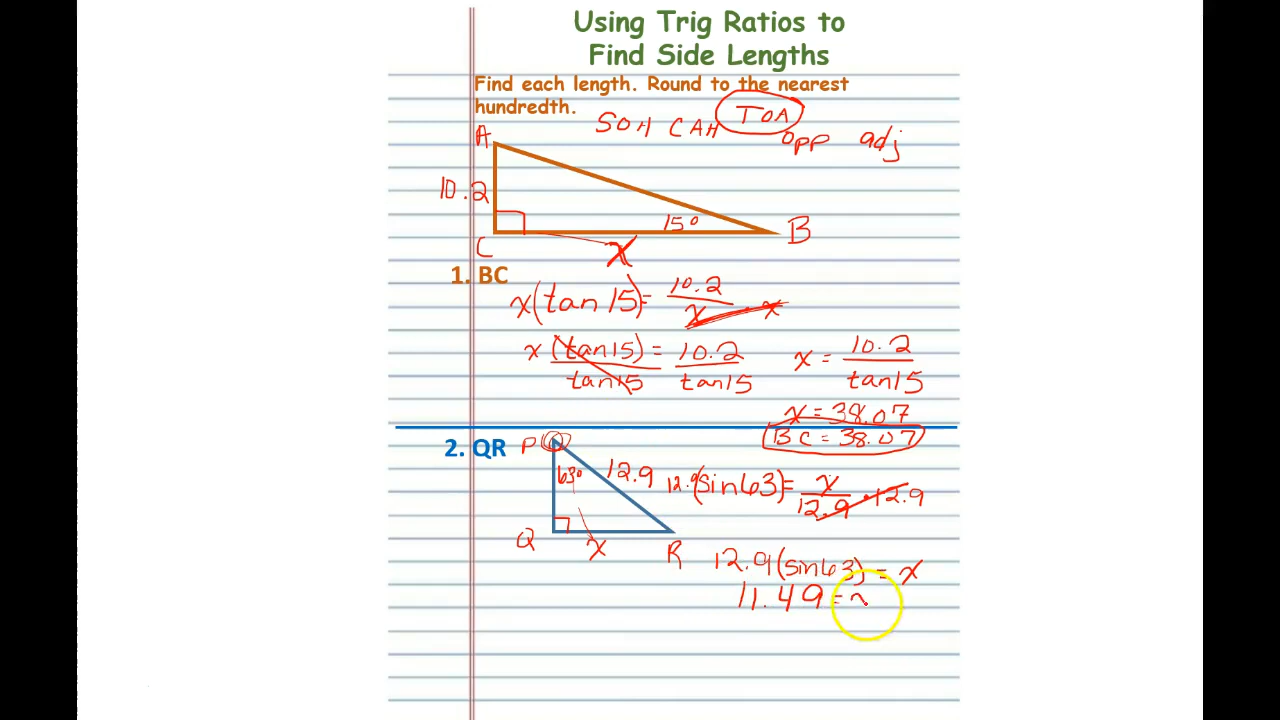 Using Trig Ratios to
Find Side Lengths
Find each length. Round to the nearest
hundredth.
SOH CAH TOA
opp adj
A
10.2
15°
C
x
B
1. BC
x(tan 15) = 10.2/x · x
x(tan15)/tan15 = 10.2/tan15
x = 10.2/tan15
x = 38.07
BC = 38.07
2. QR
P
63°
12.9
Q
x
R
12.9(sin63) = x/12.9 · 12.9
12.9(sin63) = x
11.49 =